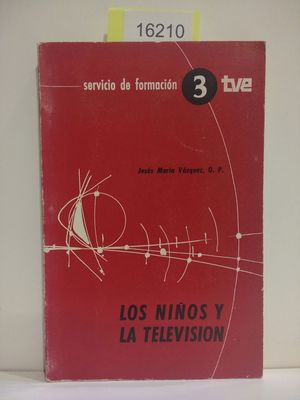 16210
servicio de formación 3 tve
Jesús María Vázquez, O. P.
LOS NIÑOS Y
LA TELEVISION